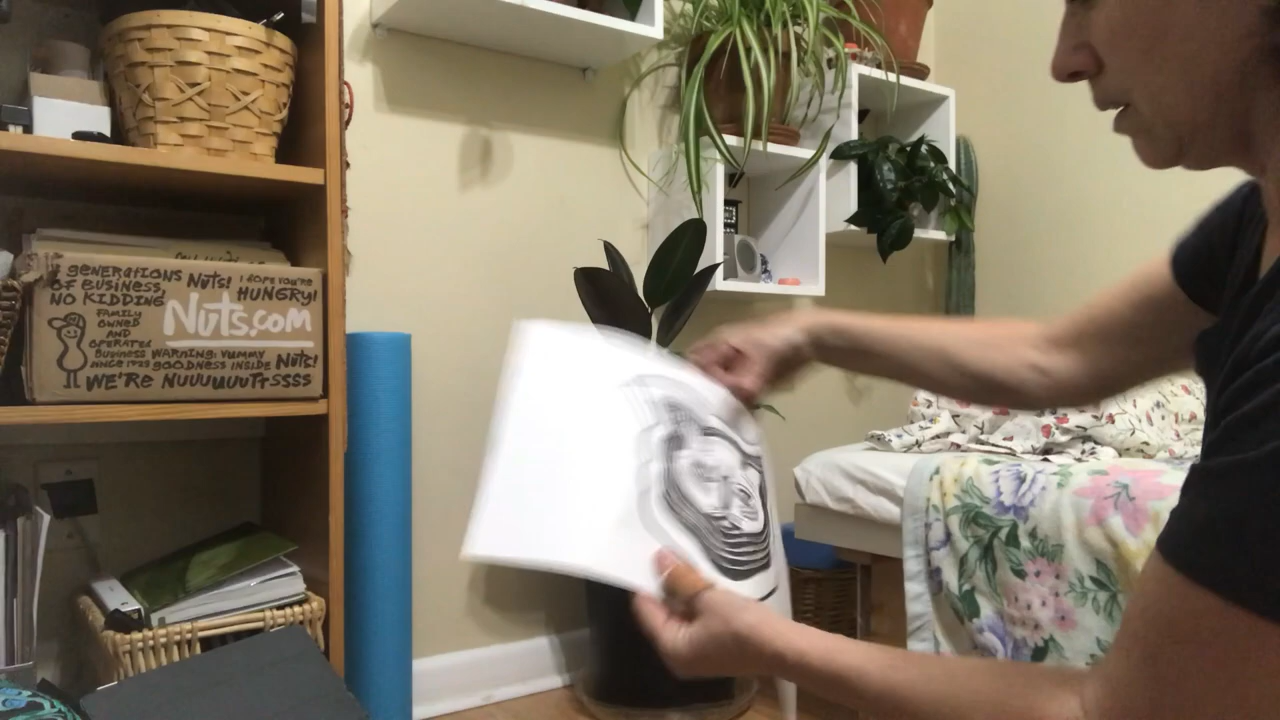 3 generations
of Business,
NO KIDDING
Nuts!
I HOPE YOU'RE
HUNGRY!
FAMILY
OWNED
AND
OPERATED
Nuts.com
Business WARNING: YUMMY
SINCE 1929 GOODNESS INSIDE Nuts!
WE'RE NUUUUUUTTSSSS